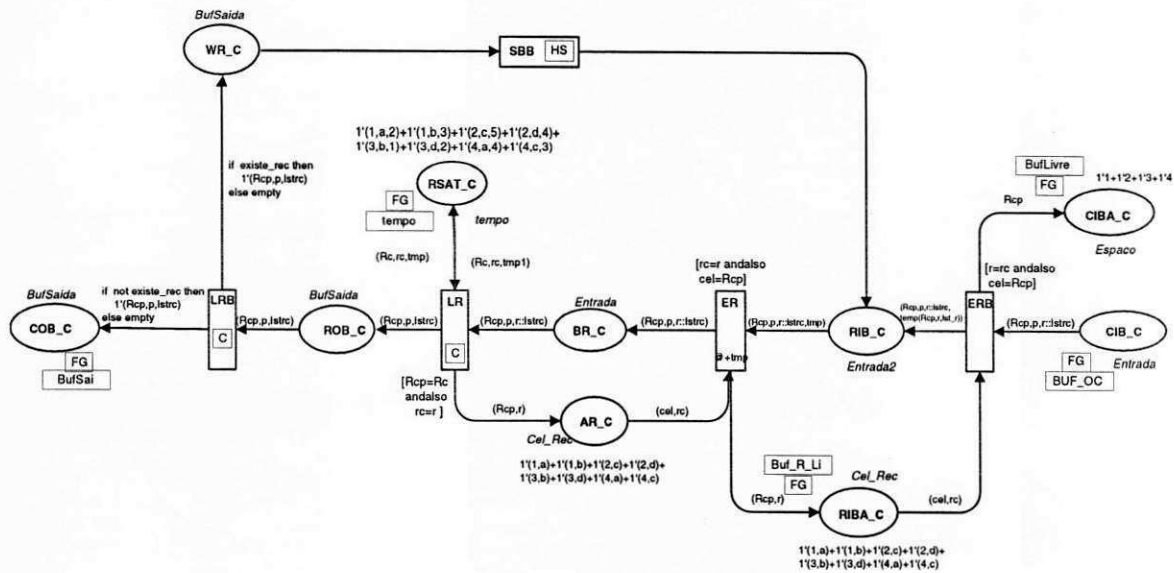 BufSaida
WR_C
SBB HS
1'(1,a,2)+1'(1,b,3)+1'(2,c,5)+1'(2,d,4)+
1'(3,b,1)+1'(3,d,2)+1'(4,a,4)+1'(4,c,3)
if existe_rec then
1'(Rcp,p,lstrc)
else empty
RSAT_C
FG
tempo
tempo
BufLivre
FG
1'1+1'2+1'3+1'4
Rcp
CIBA_C
Espaco
(Rc,rc,tmp)
(Rc,rc,tmp1)
[rc=r andalso
cel=Rcp]
[r=rc andalso
cel=Rcp]
if not existe_rec then
1'(Rcp,p,lstrc)
else empty
BufSaida
COB_C
FG
BufSai
LRB
C
(Rcp,p,lstrc)
BufSaida
ROB_C
(Rcp,p,lstrc)
LR
C
[Rcp=Rc
andalso
rc=r ]
(Rcp,p,r::lstrc)
Entrada
BR_C
(Rcp,p,r::lstrc)
ER
@+tmp
(Rcp,p,r::lstrc,tmp)
RIB_C
Entrada2
(Rcp,p,r::lstrc,
temp(Rcp,r,lst_r))
ERB
(Rcp,p,r::lstrc)
CIB_C
Entrada
FG
BUF_OC
(Rcp,r)
AR_C
Cel_Rec
(cel,rc)
1'(1,a)+1'(1,b)+1'(2,c)+1'(2,d)+
1'(3,b)+1'(3,d)+1'(4,a)+1'(4,c)
Buf_R_Li
FG
Cel_Rec
(Rcp,r)
RIBA_C
(cel,rc)
1'(1,a)+1'(1,b)+1'(2,c)+1'(2,d)+
1'(3,b)+1'(3,d)+1'(4,a)+1'(4,c)